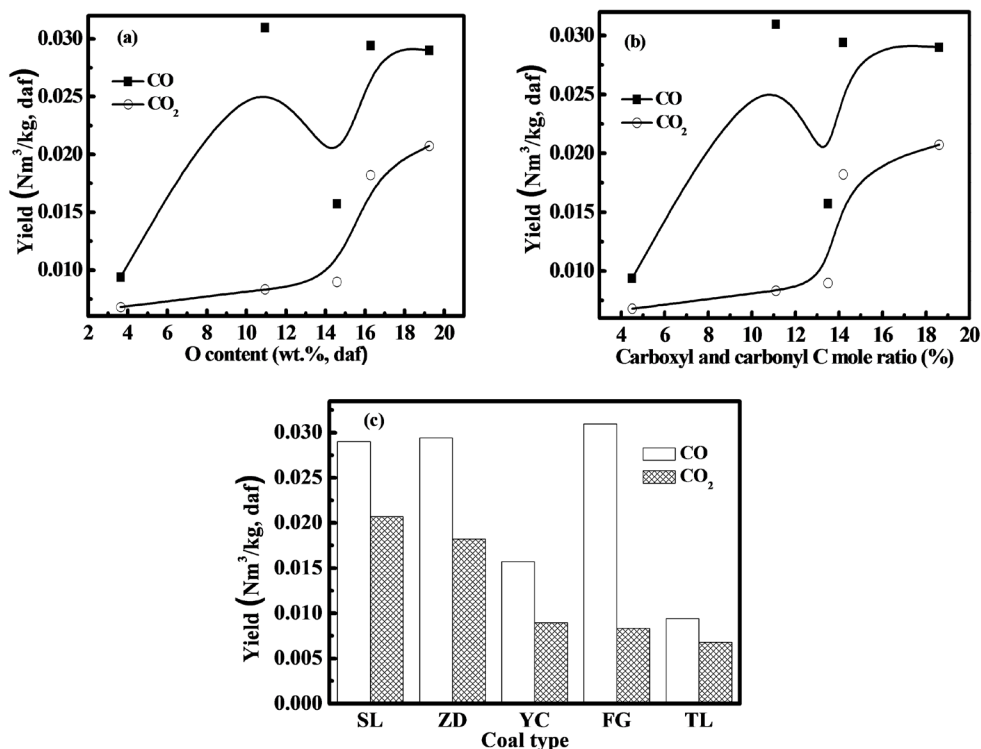 (a)
CO
CO₂
Yield (Nm³/kg, daf)
0.030
0.025
0.020
0.015
0.010
2 4 6 8 10 12 14 16 18 20
O content (wt.%, daf)
(b)
CO
CO₂
Yield (Nm³/kg, daf)
0.030
0.025
0.020
0.015
0.010
4 6 8 10 12 14 16 18 20
Carboxyl and carbonyl C mole ratio (%)
(c)
CO
CO₂
Yield (Nm³/kg, daf)
0.030
0.025
0.020
0.015
0.010
0.005
0.000
SL ZD YC FG TL
Coal type